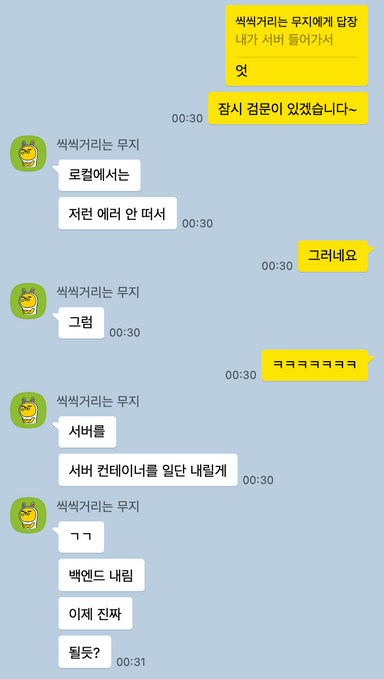 씩씩거리는 무지에게 답장
내가 서버 들어가서
엇
잠시 검문이 있겠습니다~
00:30
씩씩거리는 무지
로컬에서는
저런 에러 안 떠서
00:30
그러네요
00:30
씩씩거리는 무지
그럼
00:30
ㅋㅋㅋㅋㅋㅋㅋ
00:30
씩씩거리는 무지
서버를
서버 컨테이너를 일단 내릴게
00:30
씩씩거리는 무지
ㄱㄱ
백엔드 내림
이제 진짜
될듯?
00:31